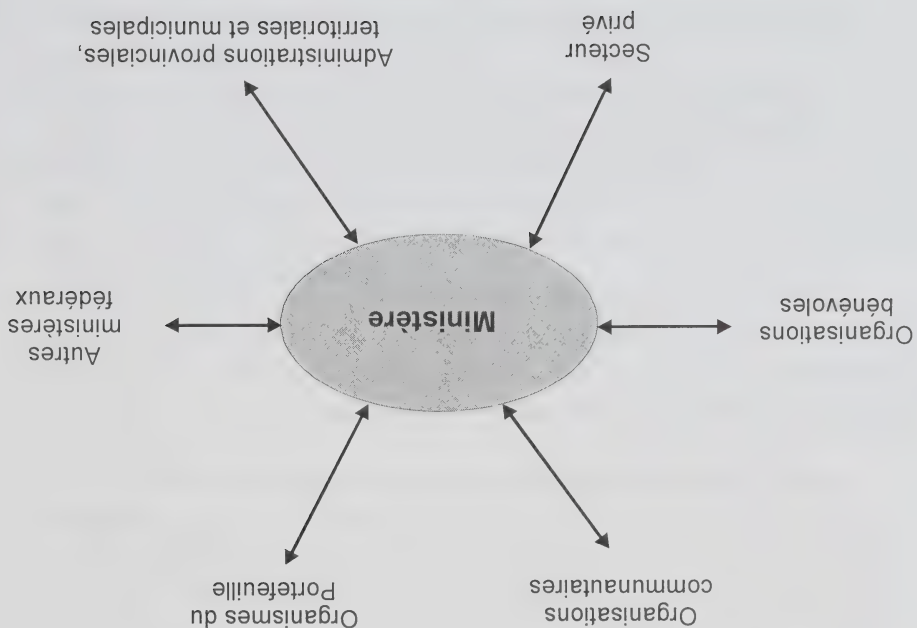 Organisations
communautaires
Organismes du
Portefeuille
Organisations
bénévoles
Ministère
Autres
ministères
fédéraux
Secteur
privé
Administrations provinciales,
territoriales et municipales